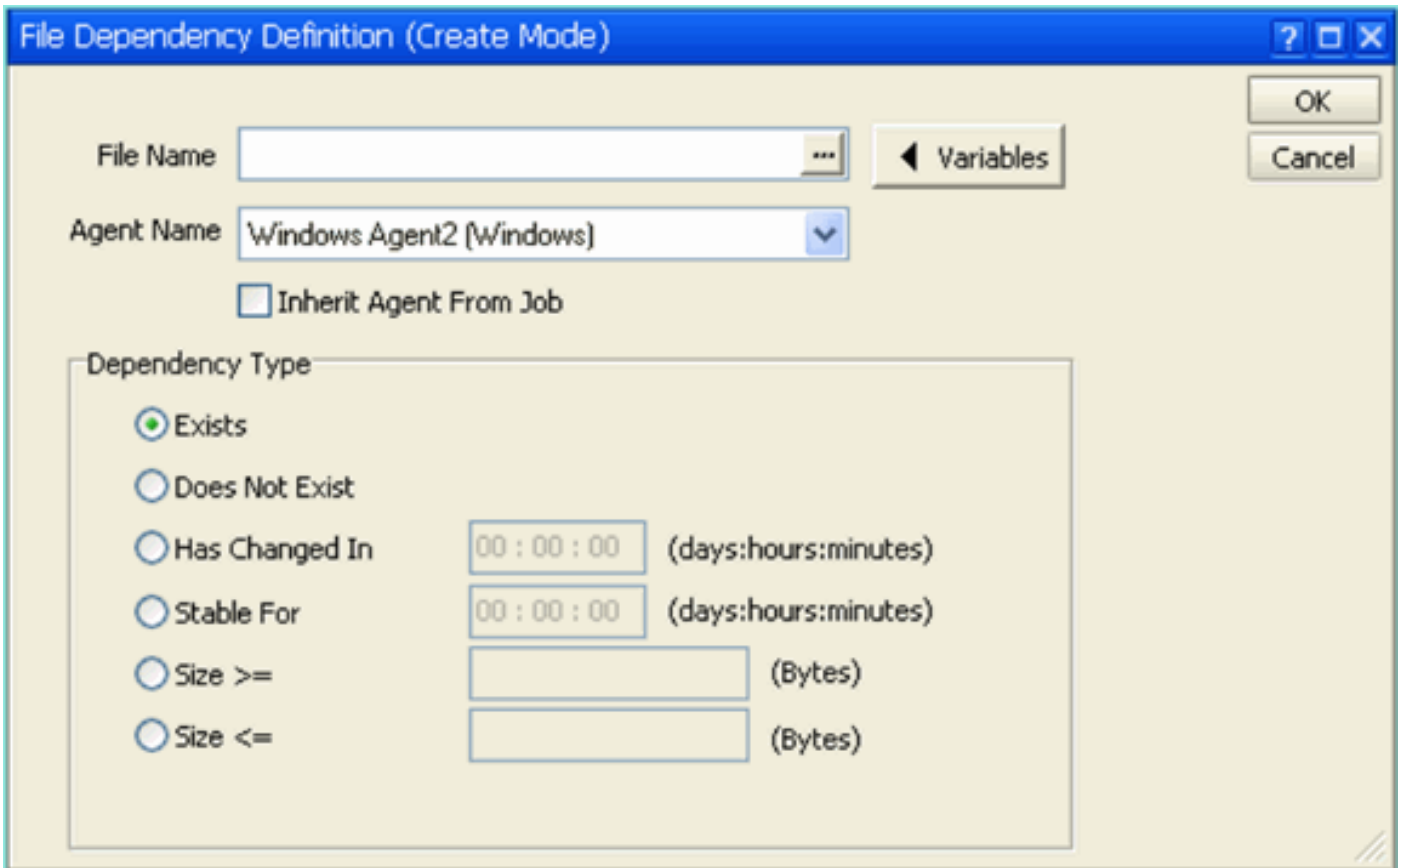 File Dependency Definition (Create Mode)
?
OK
File Name
...
Variables
Cancel
Agent Name Windows Agent2 (Windows)
Inherit Agent From Job
Dependency Type
Exists
Does Not Exist
Has Changed In 00 : 00 : 00 (days:hours:minutes)
Stable For 00 : 00 : 00 (days:hours:minutes)
Size >= (Bytes)
Size <= (Bytes)